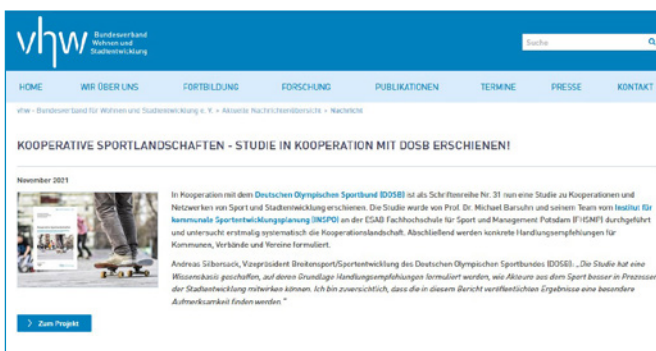 vhw Bundesverband
Wohnen und
Stadtentwicklung
Suche
HOME WIR ÜBER UNS FORTBILDUNG FORSCHUNG PUBLIKATIONEN TERMINE PRESSE KONTAKT
vhw - Bundesverband für Wohnen und Stadtentwicklung e. V. > Aktuelle Nachrichtenübersicht > Nachricht
KOOPERATIVE SPORTLANDSCHAFTEN - STUDIE IN KOOPERATION MIT DOSB ERSCHIENEN!
November 2021
In Kooperation mit dem Deutschen Olympischen Sportbund (DOSB) ist als Schriftenreihe Nr. 31 nun eine Studie zu Kooperationen und
Netzwerken von Sport und Stadtentwicklung erschienen. Die Studie wurde von Prof. Dr. Michael Barsuhn und seinem Team vom Institut für
kommunale Sportentwicklungsplanung (INSPO) an der ESAB Fachhochschule für Sport und Management Potsdam (FHSMP) durchgeführt
und untersucht erstmalig systematisch die Kooperationslandschaft. Abschließend werden konkrete Handlungsempfehlungen für
Kommunen, Verbände und Vereine formuliert.
Andreas Silbersack, Vizepräsident Breitensport/Sportentwicklung des Deutschen Olympischen Sportbundes (DOSB): „Die Studie hat eine
Wissensbasis geschaffen, auf deren Grundlage Handlungsempfehlungen formuliert werden, wie Akteure aus dem Sport besser in Prozessen
der Stadtentwicklung mitwirken können. Ich bin zuversichtlich, dass die in diesem Bericht veröffentlichten Ergebnisse eine besondere
Aufmerksamkeit finden werden."
> Zum Projekt